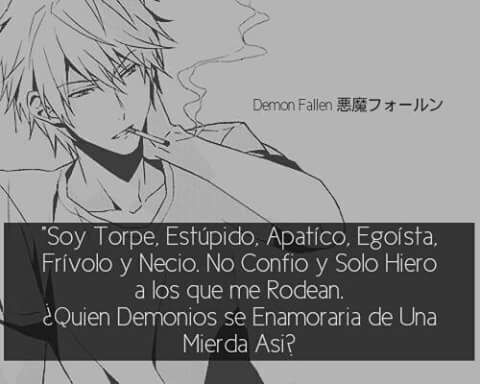 Demon Fallen 悪魔フォールン
"Soy Torpe, Estúpido, Apatíco, Egoísta,
Frívolo y Necio. No Confio y Solo Hiero
a los que me Rodean.
¿Quien Demonios se Enamoraria de Una
Mierda Asi?